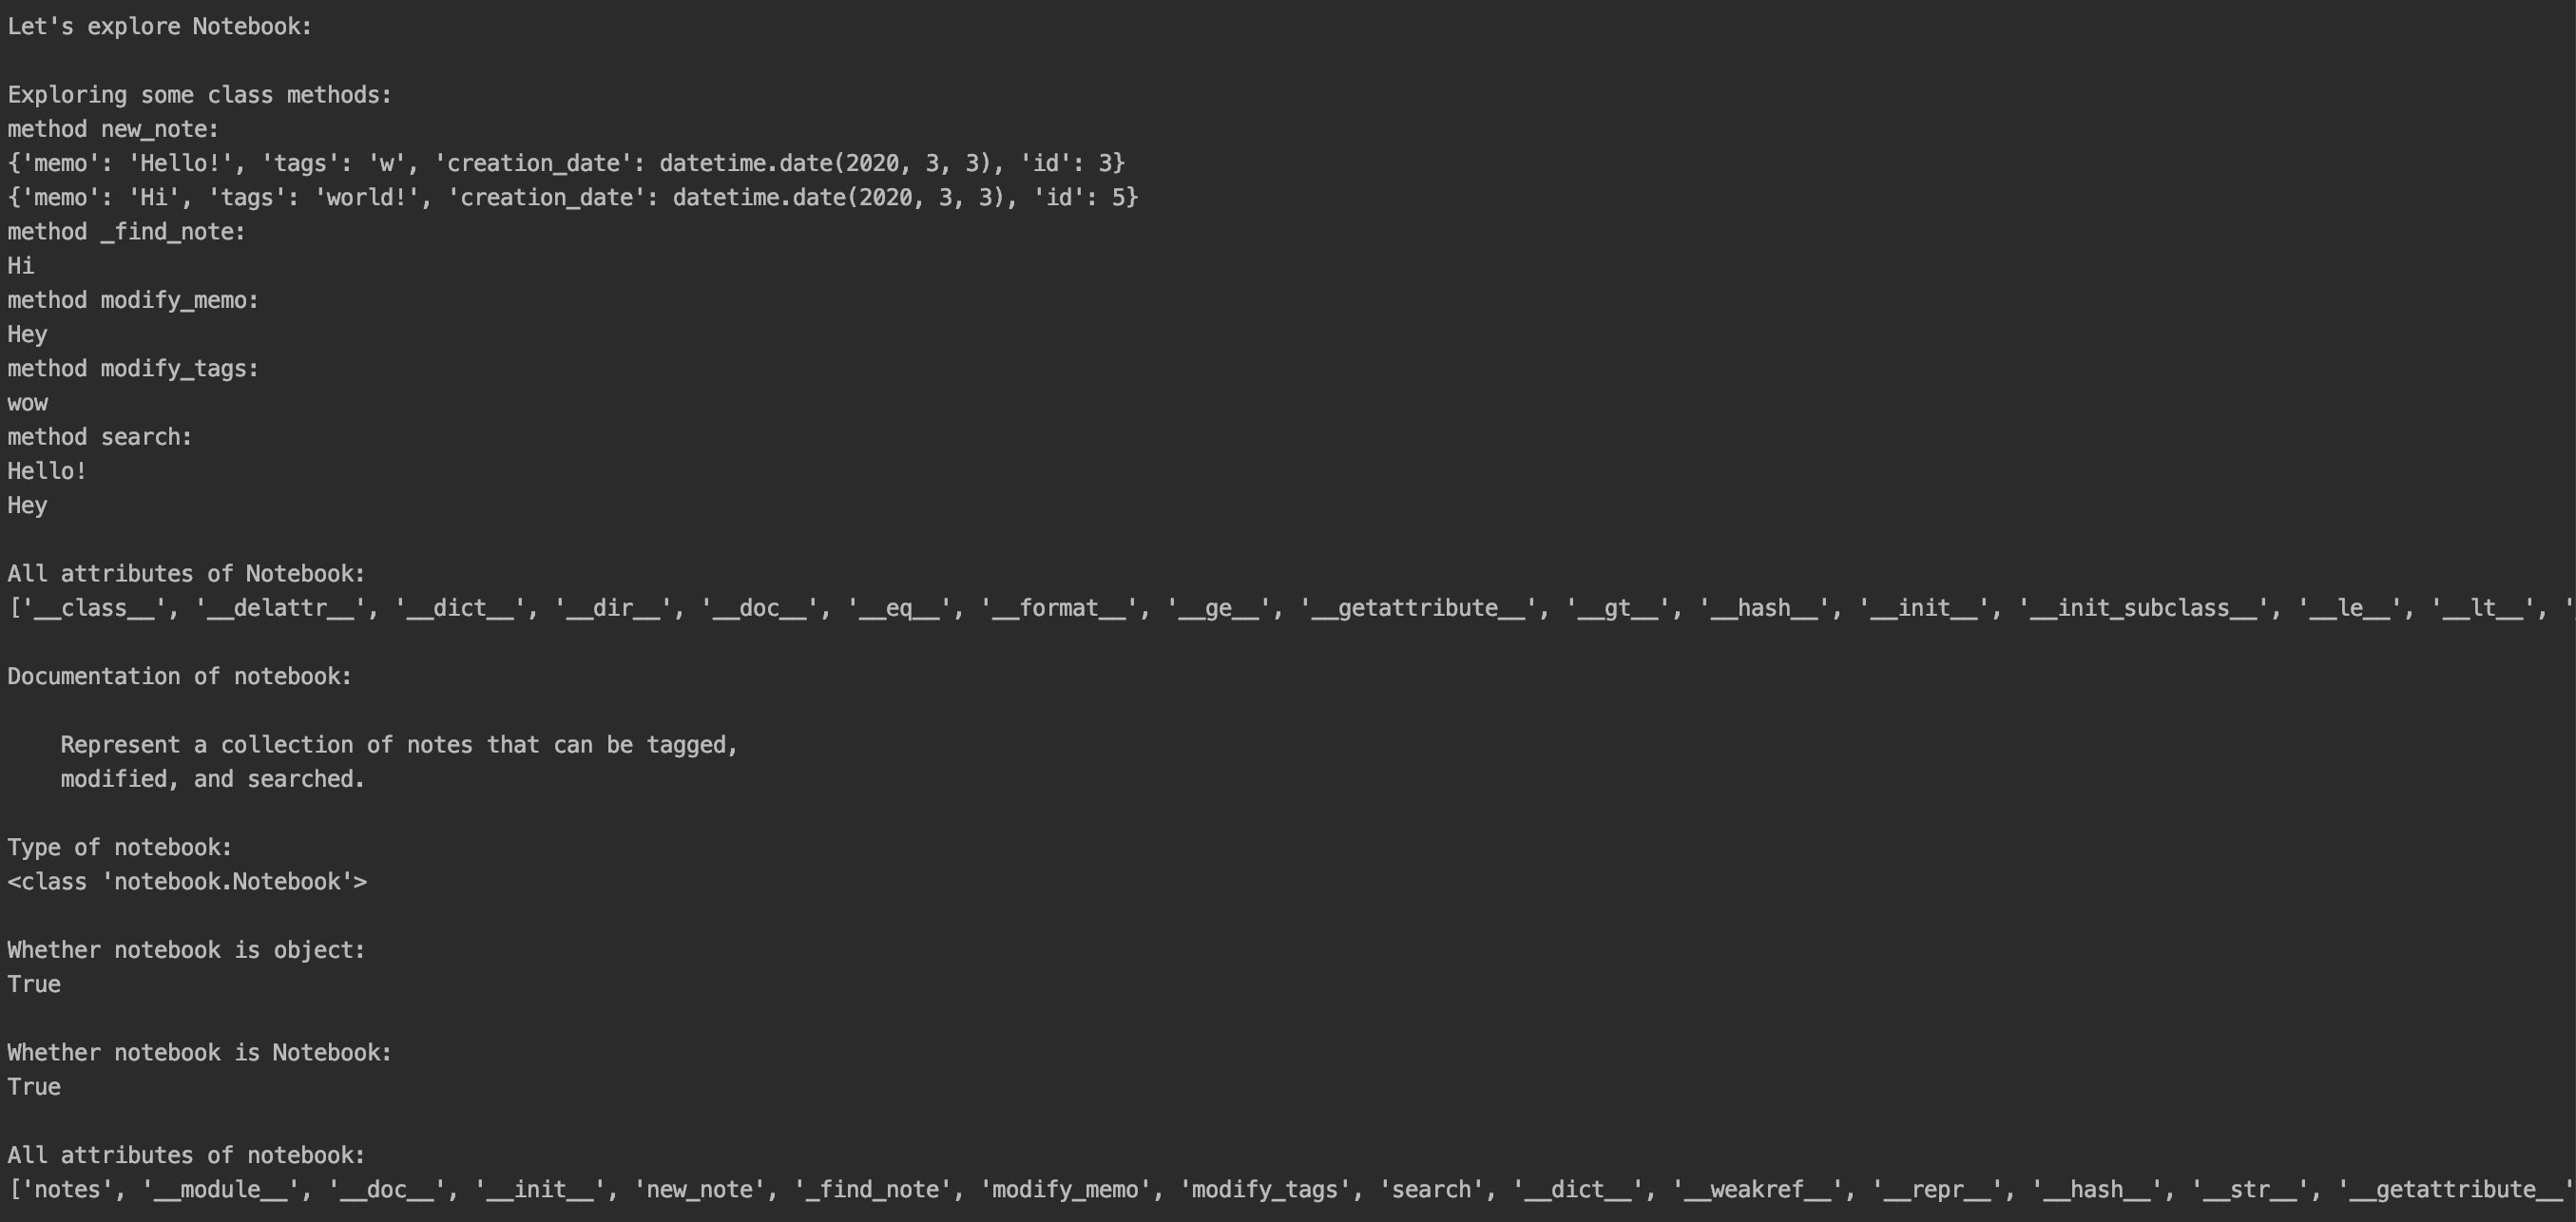 Let's explore Notebook:
Exploring some class methods:
method new_note:
{'memo': 'Hello!', 'tags': 'w', 'creation_date': datetime.date(2020, 3, 3), 'id': 3}
{'memo': 'Hi', 'tags': 'world!', 'creation_date': datetime.date(2020, 3, 3), 'id': 5}
method _find_note:
Hi
method modify_memo:
Hey
method modify_tags:
wow
method search:
Hello!
Hey
All attributes of Notebook:
['__class__', '__delattr__', '__dict__', '__dir__', '__doc__', '__eq__', '__format__', '__ge__', '__getattribute__', '__gt__', '__hash__', '__init__', '__init_subclass__', '__le__', '__lt__', '
Documentation of notebook:
Represent a collection of notes that can be tagged,
modified, and searched.
Type of notebook:
<class 'notebook.Notebook'>
Whether notebook is object:
True
Whether notebook is Notebook:
True
All attributes of notebook:
['notes', '__module__', '__doc__', '__init__', 'new_note', '_find_note', 'modify_memo', 'modify_tags', 'search', '__dict__', '__weakref__', '__repr__', '__hash__', '__str__', '__getattribute__'